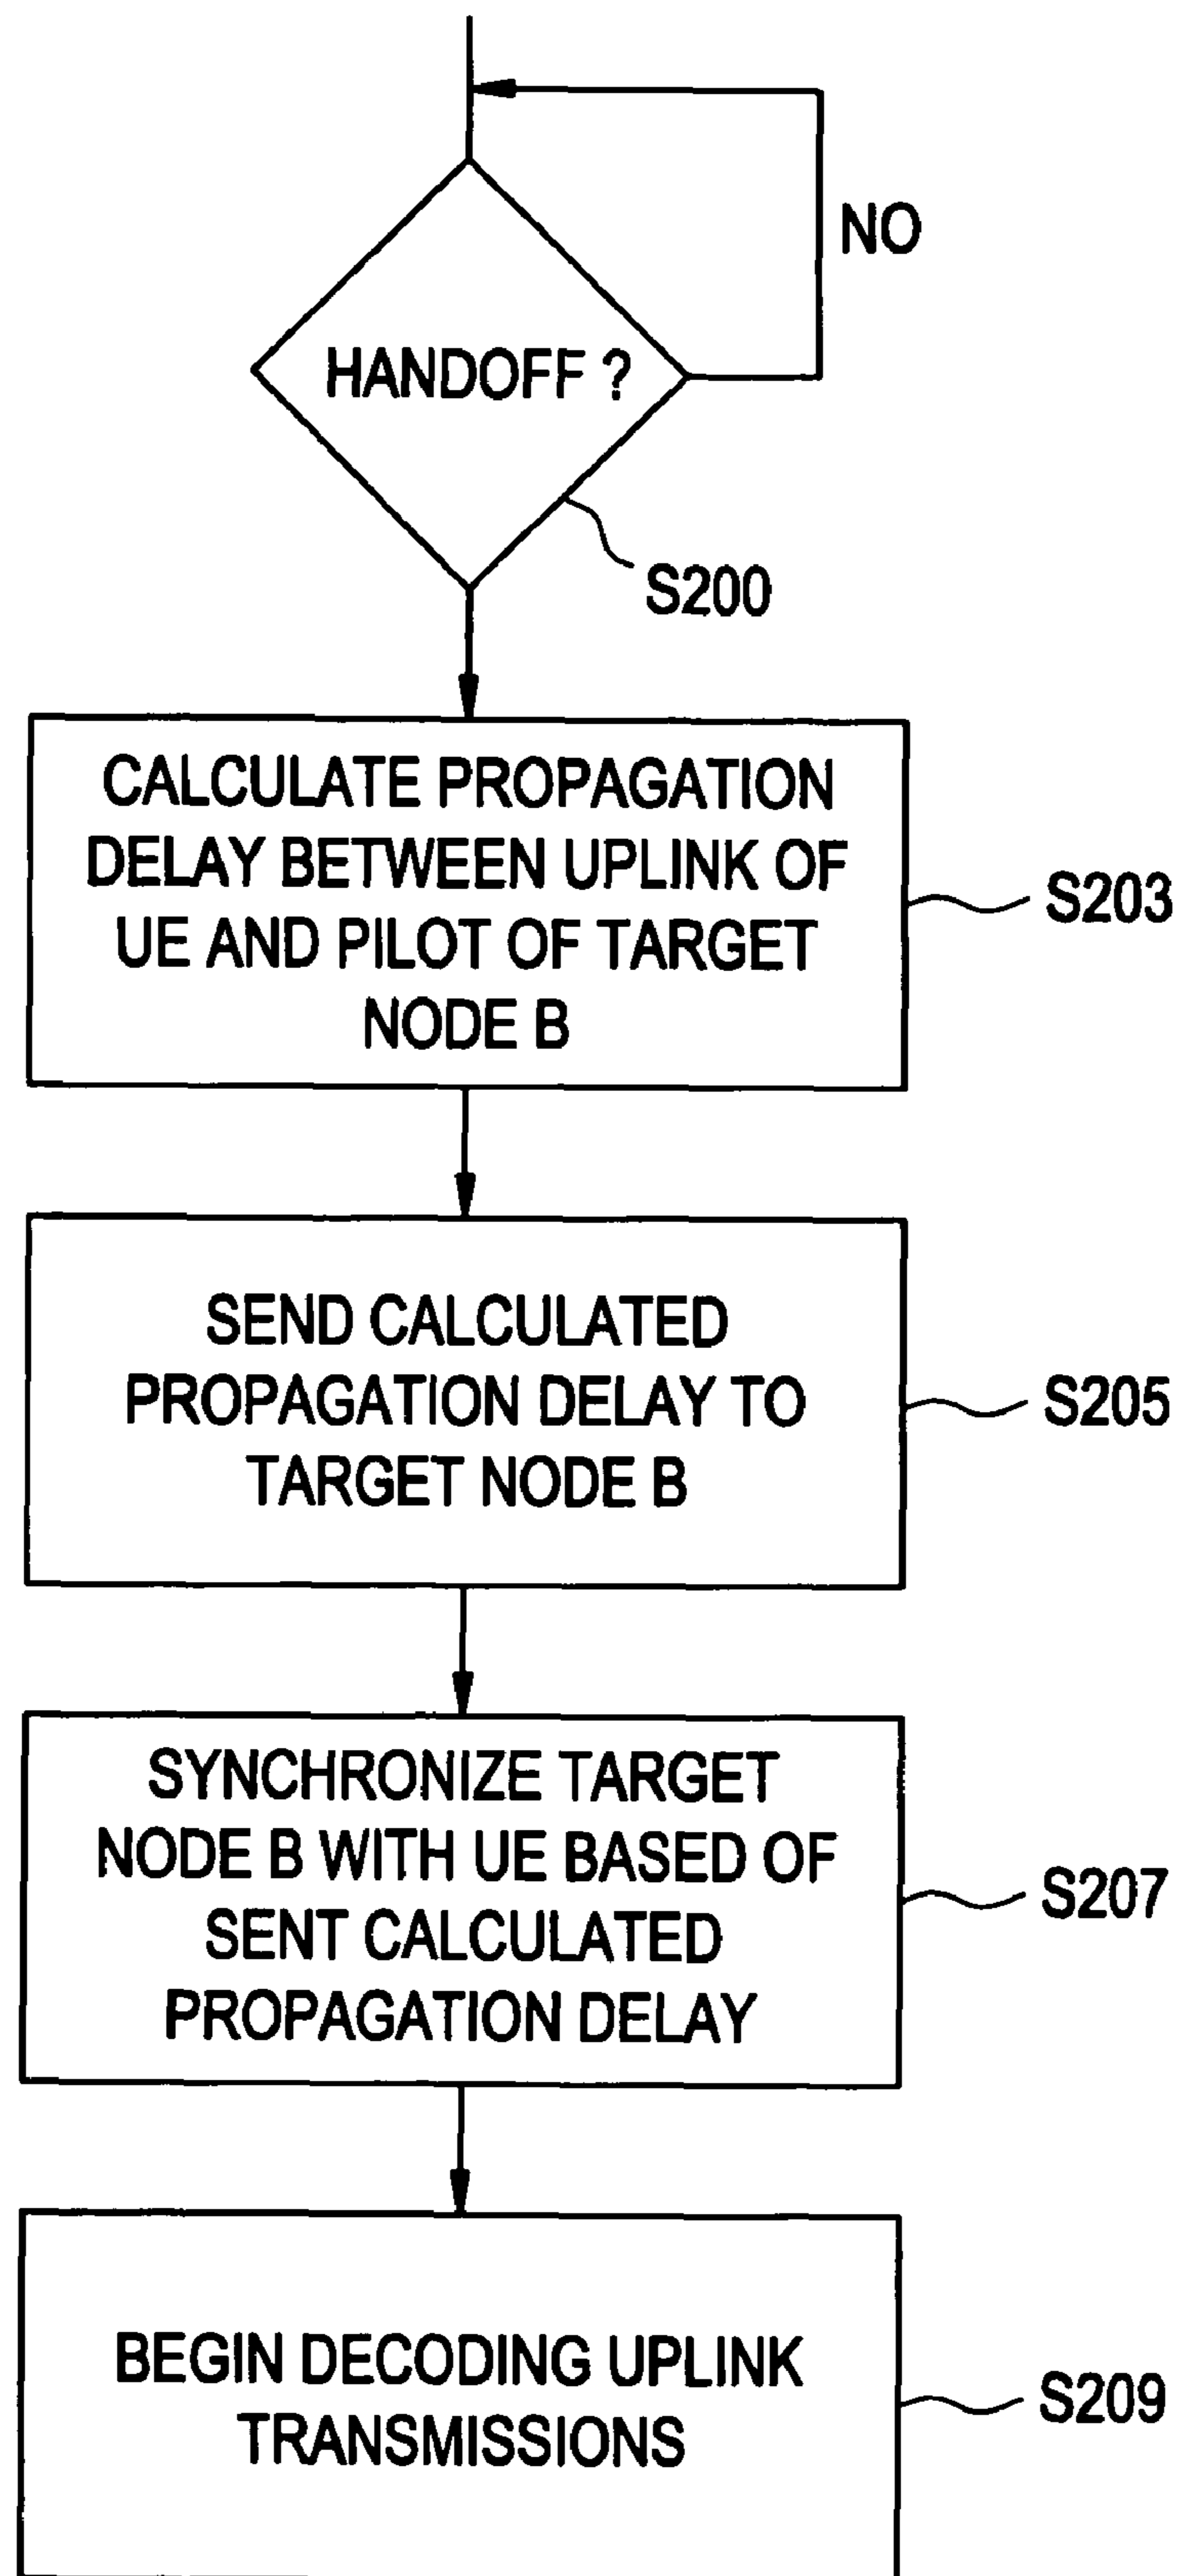 NO
HANDOFF ?
S200
CALCULATE PROPAGATION
DELAY BETWEEN UPLINK OF
UE AND PILOT OF TARGET
NODE B
S203
SEND CALCULATED
PROPAGATION DELAY TO
TARGET NODE B
S205
SYNCHRONIZE TARGET
NODE B WITH UE BASED OF
SENT CALCULATED
PROPAGATION DELAY
S207
BEGIN DECODING UPLINK
TRANSMISSIONS
S209